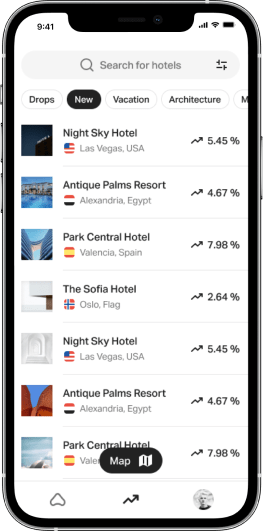 9:41
Search for hotels
Drops New Vacation Architecture M
Night Sky Hotel
Las Vegas, USA
5.45 %
Antique Palms Resort
Alexandria, Egypt
4.67 %
Park Central Hotel
Valencia, Spain
7.98 %
The Sofia Hotel
Oslo, Flag
2.64 %
Night Sky Hotel
Las Vegas, USA
5.45 %
Antique Palms Resort
Alexandria, Egypt
4.67 %
Park Central Hotel
7.98 %
Map